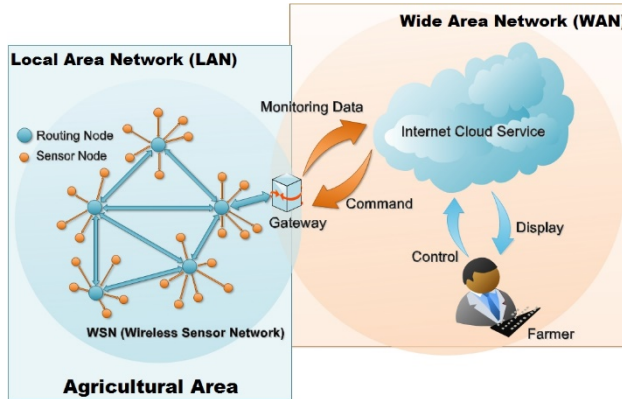 Wide Area Network (WAN)
Local Area Network (LAN)
Monitoring Data
Routing Node
Sensor Node
Internet Cloud Service
Command
Gateway
Display
Control
WSN (Wireless Sensor Network)
Farmer
Agricultural Area